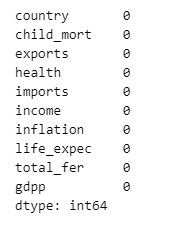 country 0
child_mort 0
exports 0
health 0
imports 0
income 0
inflation 0
life_expec 0
total_fer 0
gdpp 0
dtype: int64